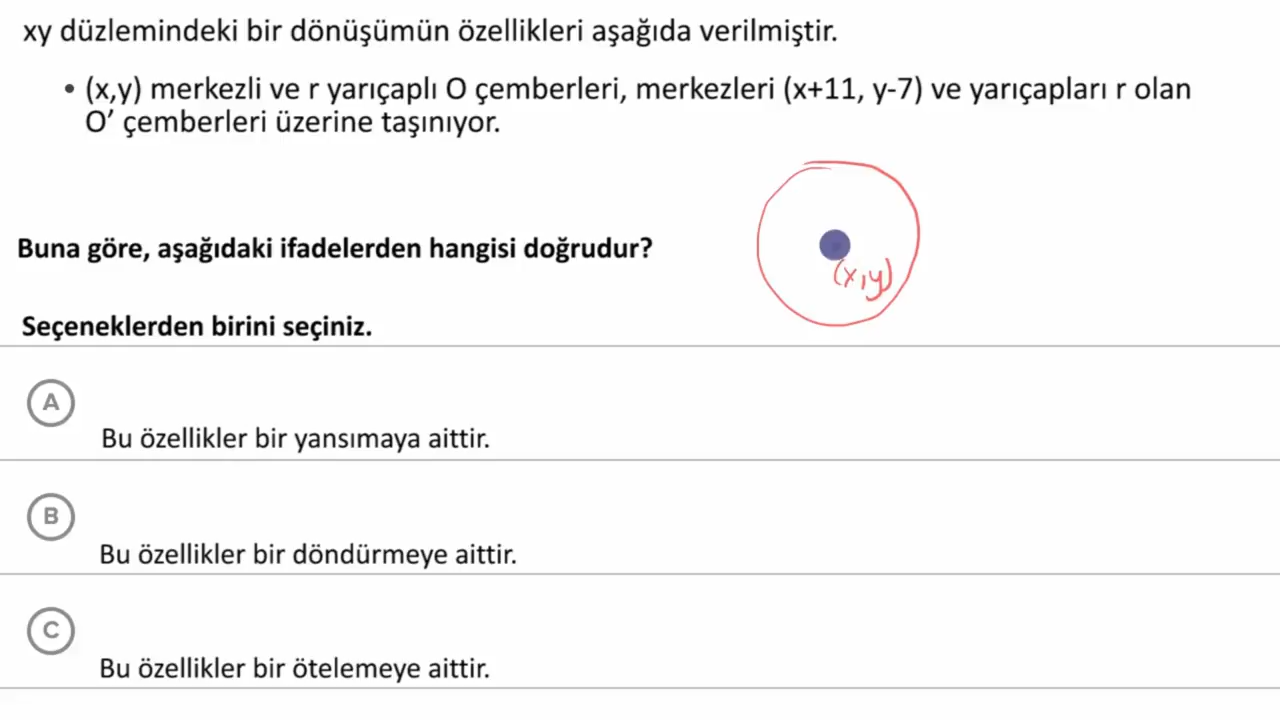 xy düzlemindeki bir dönüşümün özellikleri aşağıda verilmiştir.
• (x,y) merkezli ve r yarıçaplı O çemberleri, merkezleri (x+11, y-7) ve yarıçapları r olan
O’ çemberleri üzerine taşınıyor.
(x,y)
Buna göre, aşağıdaki ifadelerden hangisi doğrudur?
Seçeneklerden birini seçiniz.
A
Bu özellikler bir yansımaya aittir.
B
Bu özellikler bir döndürmeye aittir.
C
Bu özellikler bir ötelemeye aittir.